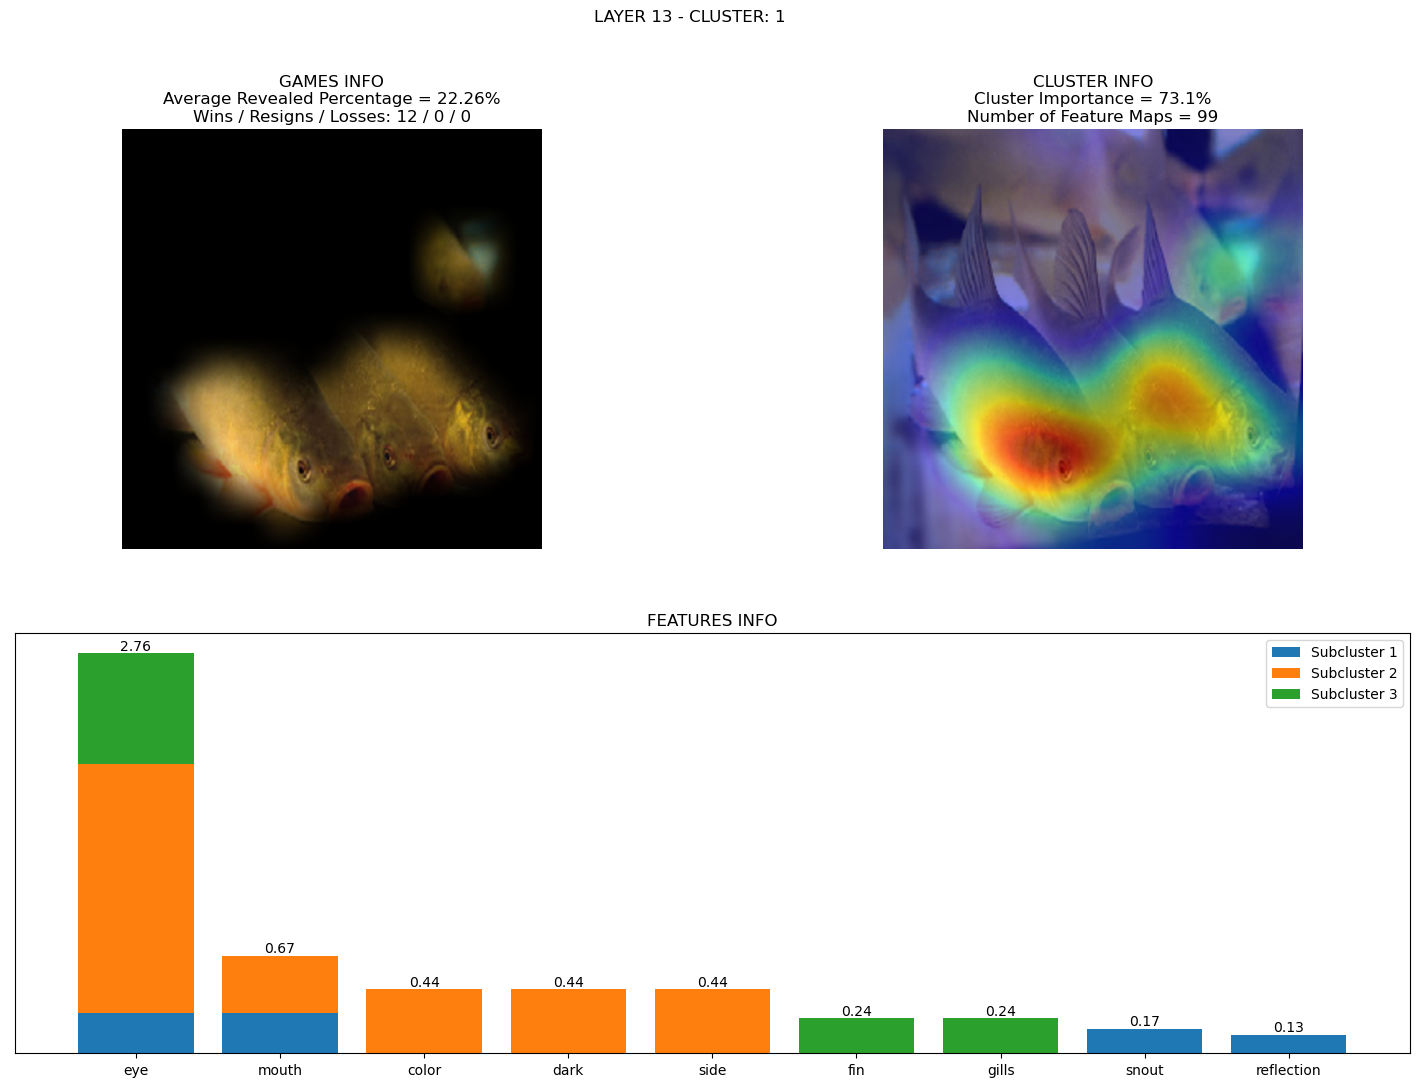 LAYER 13 - CLUSTER: 1
GAMES INFO
Average Revealed Percentage = 22.26%
Wins / Resigns / Losses: 12 / 0 / 0
CLUSTER INFO
Cluster Importance = 73.1%
Number of Feature Maps = 99
FEATURES INFO
Subcluster 1
Subcluster 2
Subcluster 3
2.76
0.67
0.44
0.44
0.44
0.24
0.24
0.17
0.13
eye
mouth
color
dark
side
fin
gills
snout
reflection